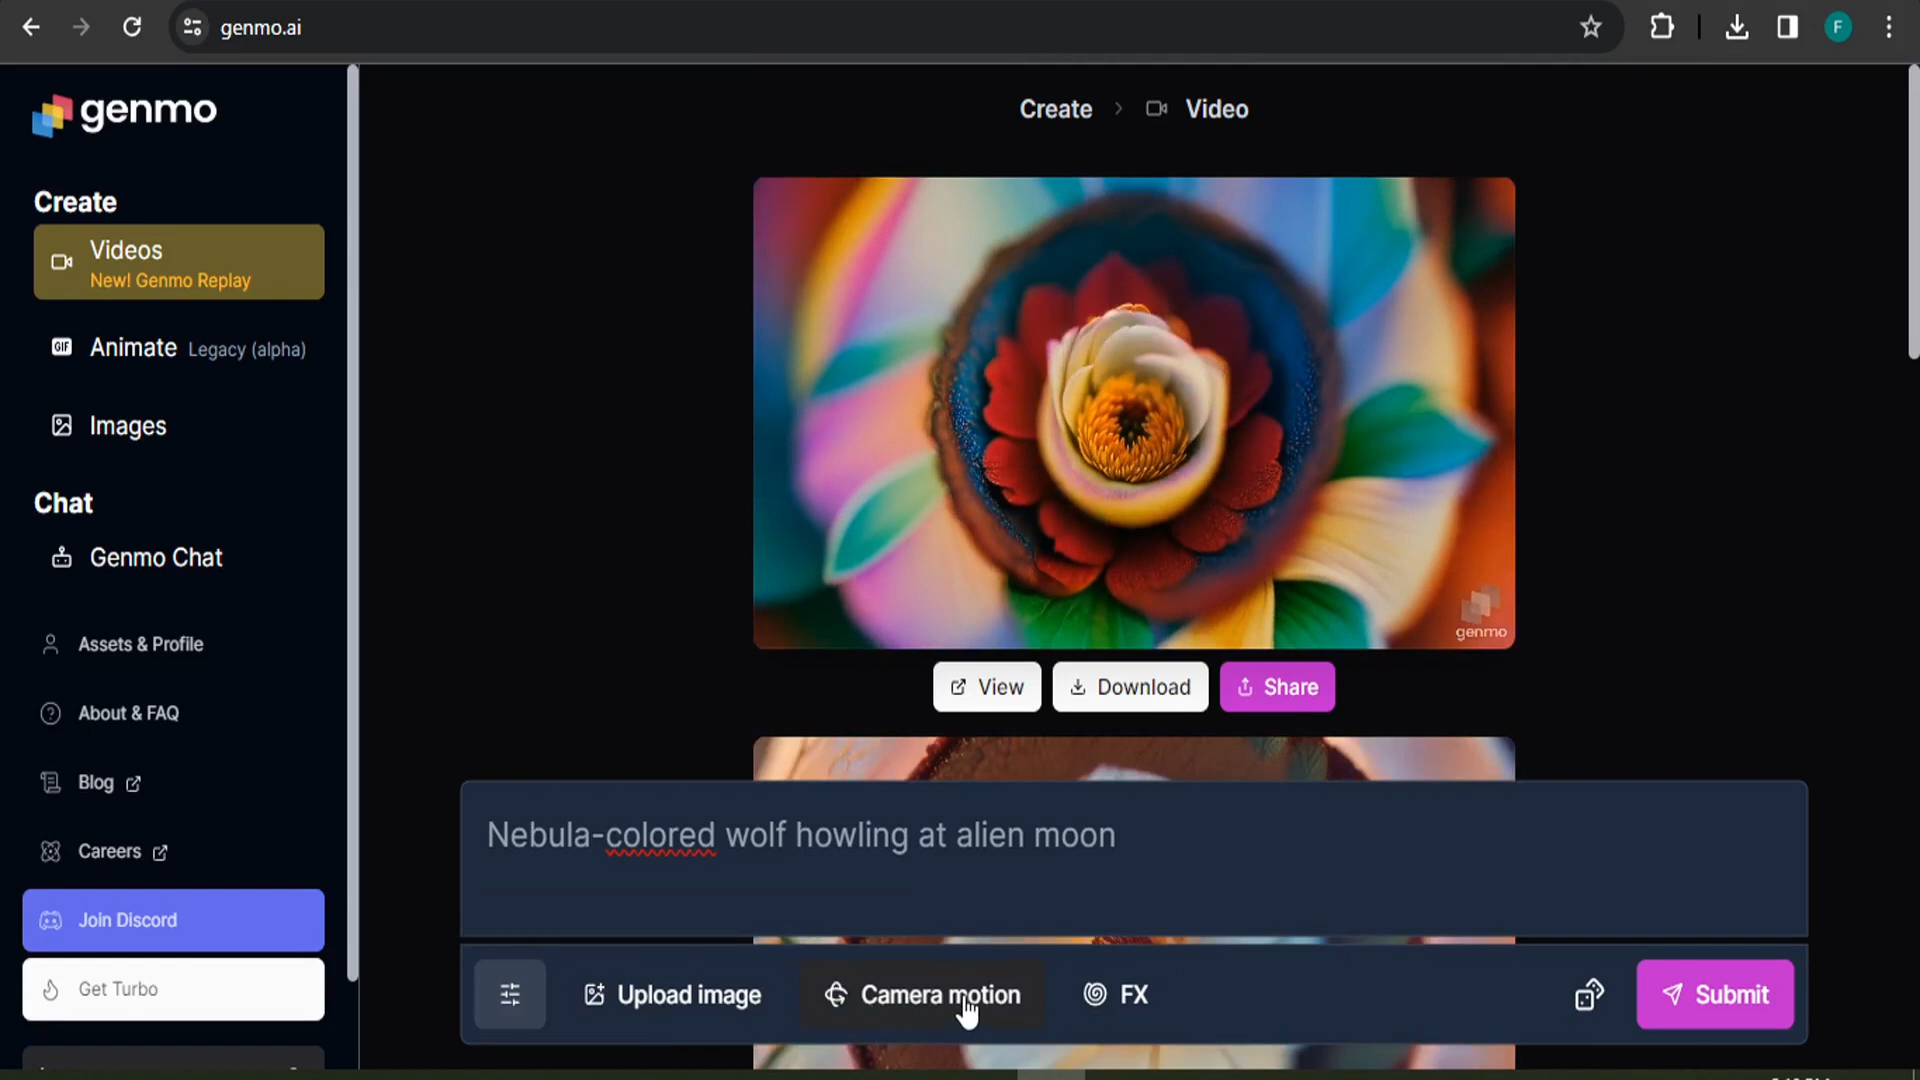 genmo.ai
genmo
Create
Videos
New! Genmo Replay
GIF Animate Legacy (alpha)
Images
Chat
Genmo Chat
Assets & Profile
About & FAQ
Blog
Careers
Join Discord
Get Turbo
Create > Video
genmo
View Download Share
Nebula-colored wolf howling at alien moon
Upload image Camera motion FX Submit
F